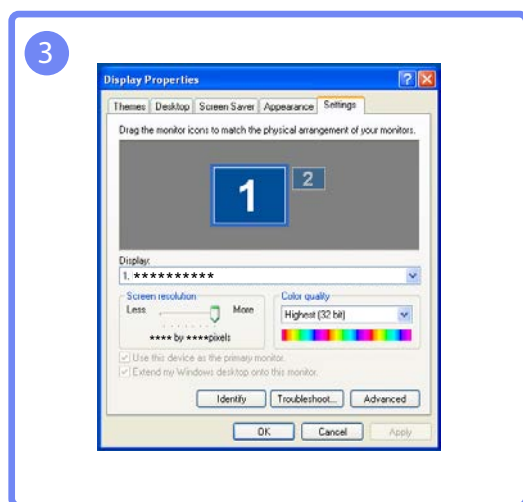 3
Display Properties
Themes Desktop Screen Saver Appearance Settings
Drag the monitor icons to match the physical arrangement of your monitors.
1 2
Display:
1. **********
Screen resolution Color quality
Less More Highest (32 bit)
**** by ****pixels
Use this device as the primary monitor.
Extend my Windows desktop onto this monitor.
Identify Troubleshoot... Advanced
OK Cancel Apply